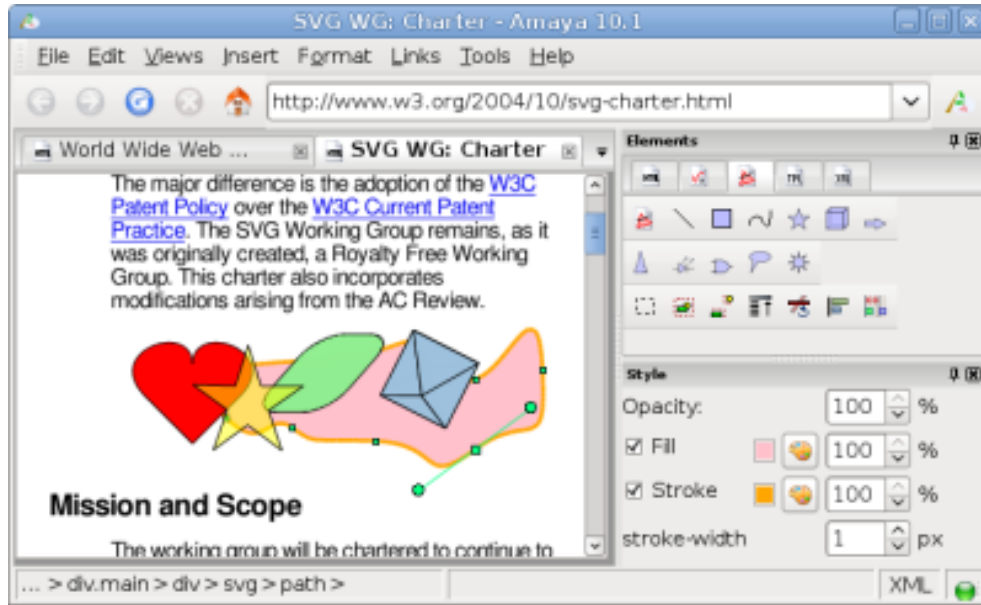 SVG WG: Charter - Amaya 10.1
File Edit Views Insert Format Links Tools Help
http://www.w3.org/2004/10/svg-charter.html
World Wide Web ...
SVG WG: Charter
The major difference is the adoption of the W3C
Patent Policy over the W3C Current Patent
Practice. The SVG Working Group remains, as it
was originally created, a Royalty Free Working
Group. This charter also incorporates
modifications arising from the AC Review.
Mission and Scope
The working group will be chartered to continue to
Elements
Style
Opacity: 100 %
Fill 100 %
Stroke 100 %
stroke-width 1 px
... > div.main > div > svg > path >
XML